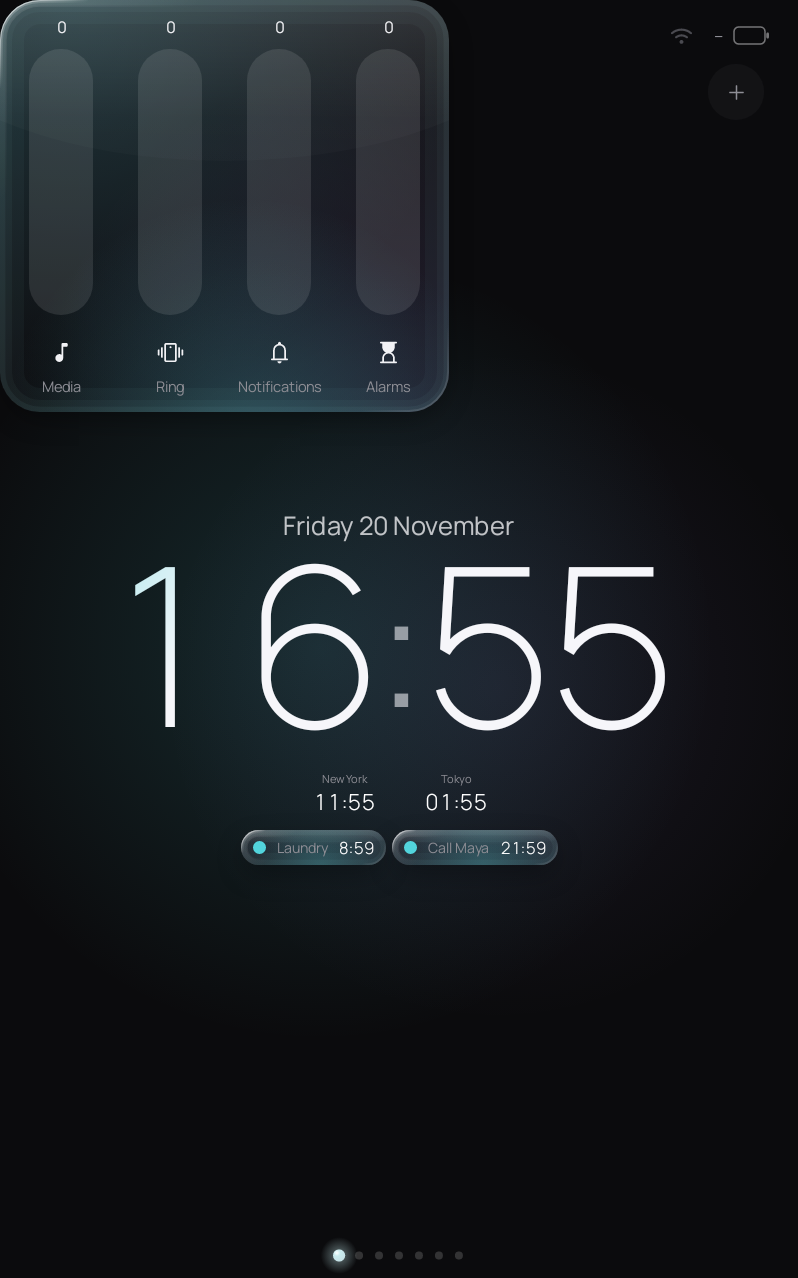 0 0 0 0
Media Ring Notifications Alarms
–
+
Friday 20 November
16:55
New York Tokyo
11:55 01:55
Laundry 8:59 Call Maya 21:59